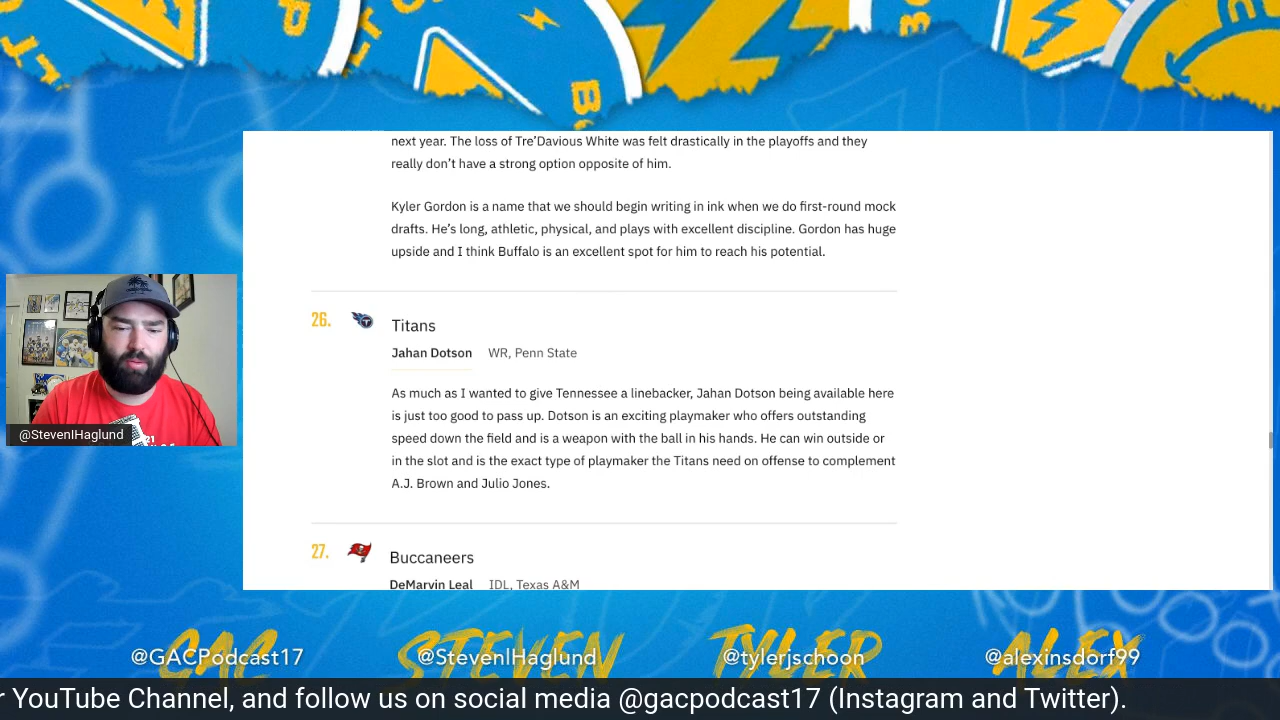 next year. The loss of Tre’Davious White was felt drastically in the playoffs and they
really don’t have a strong option opposite of him.
Kyler Gordon is a name that we should begin writing in ink when we do first-round mock
drafts. He’s long, athletic, physical, and plays with excellent discipline. Gordon has huge
upside and I think Buffalo is an excellent spot for him to reach his potential.
26. Titans
Jahan Dotson WR, Penn State
As much as I wanted to give Tennessee a linebacker, Jahan Dotson being available here
is just too good to pass up. Dotson is an exciting playmaker who offers outstanding
speed down the field and is a weapon with the ball in his hands. He can win outside or
in the slot and is the exact type of playmaker the Titans need on offense to complement
A.J. Brown and Julio Jones.
27. Buccaneers
DeMarvin Leal IDL, Texas A&M
@StevenIHaglund
GAC STEVEN TYLER ALEX
@GACPodcast17 @StevenIHaglund @tylerjschoon @alexinsdorf99
r YouTube Channel, and follow us on social media @gacpodcast17 (Instagram and Twitter).